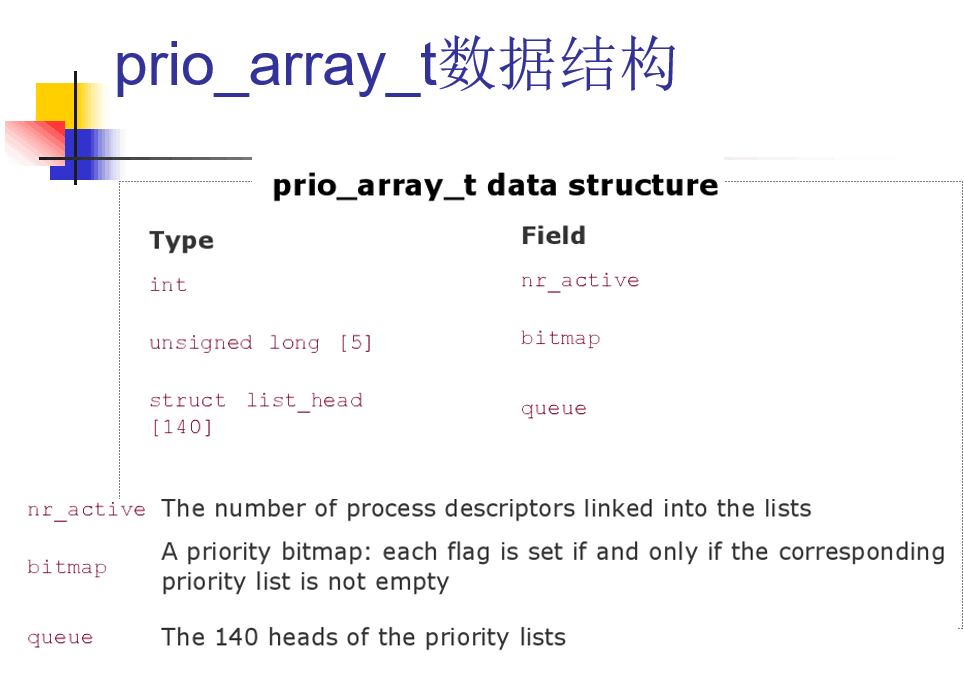 prio_array_t数据结构
prio_array_t data structure
Type Field
int nr_active
unsigned long [5] bitmap
struct list_head
[140]
queue
nr_active The number of process descriptors linked into the lists
bitmap A priority bitmap: each flag is set if and only if the corresponding
priority list is not empty
queue The 140 heads of the priority lists